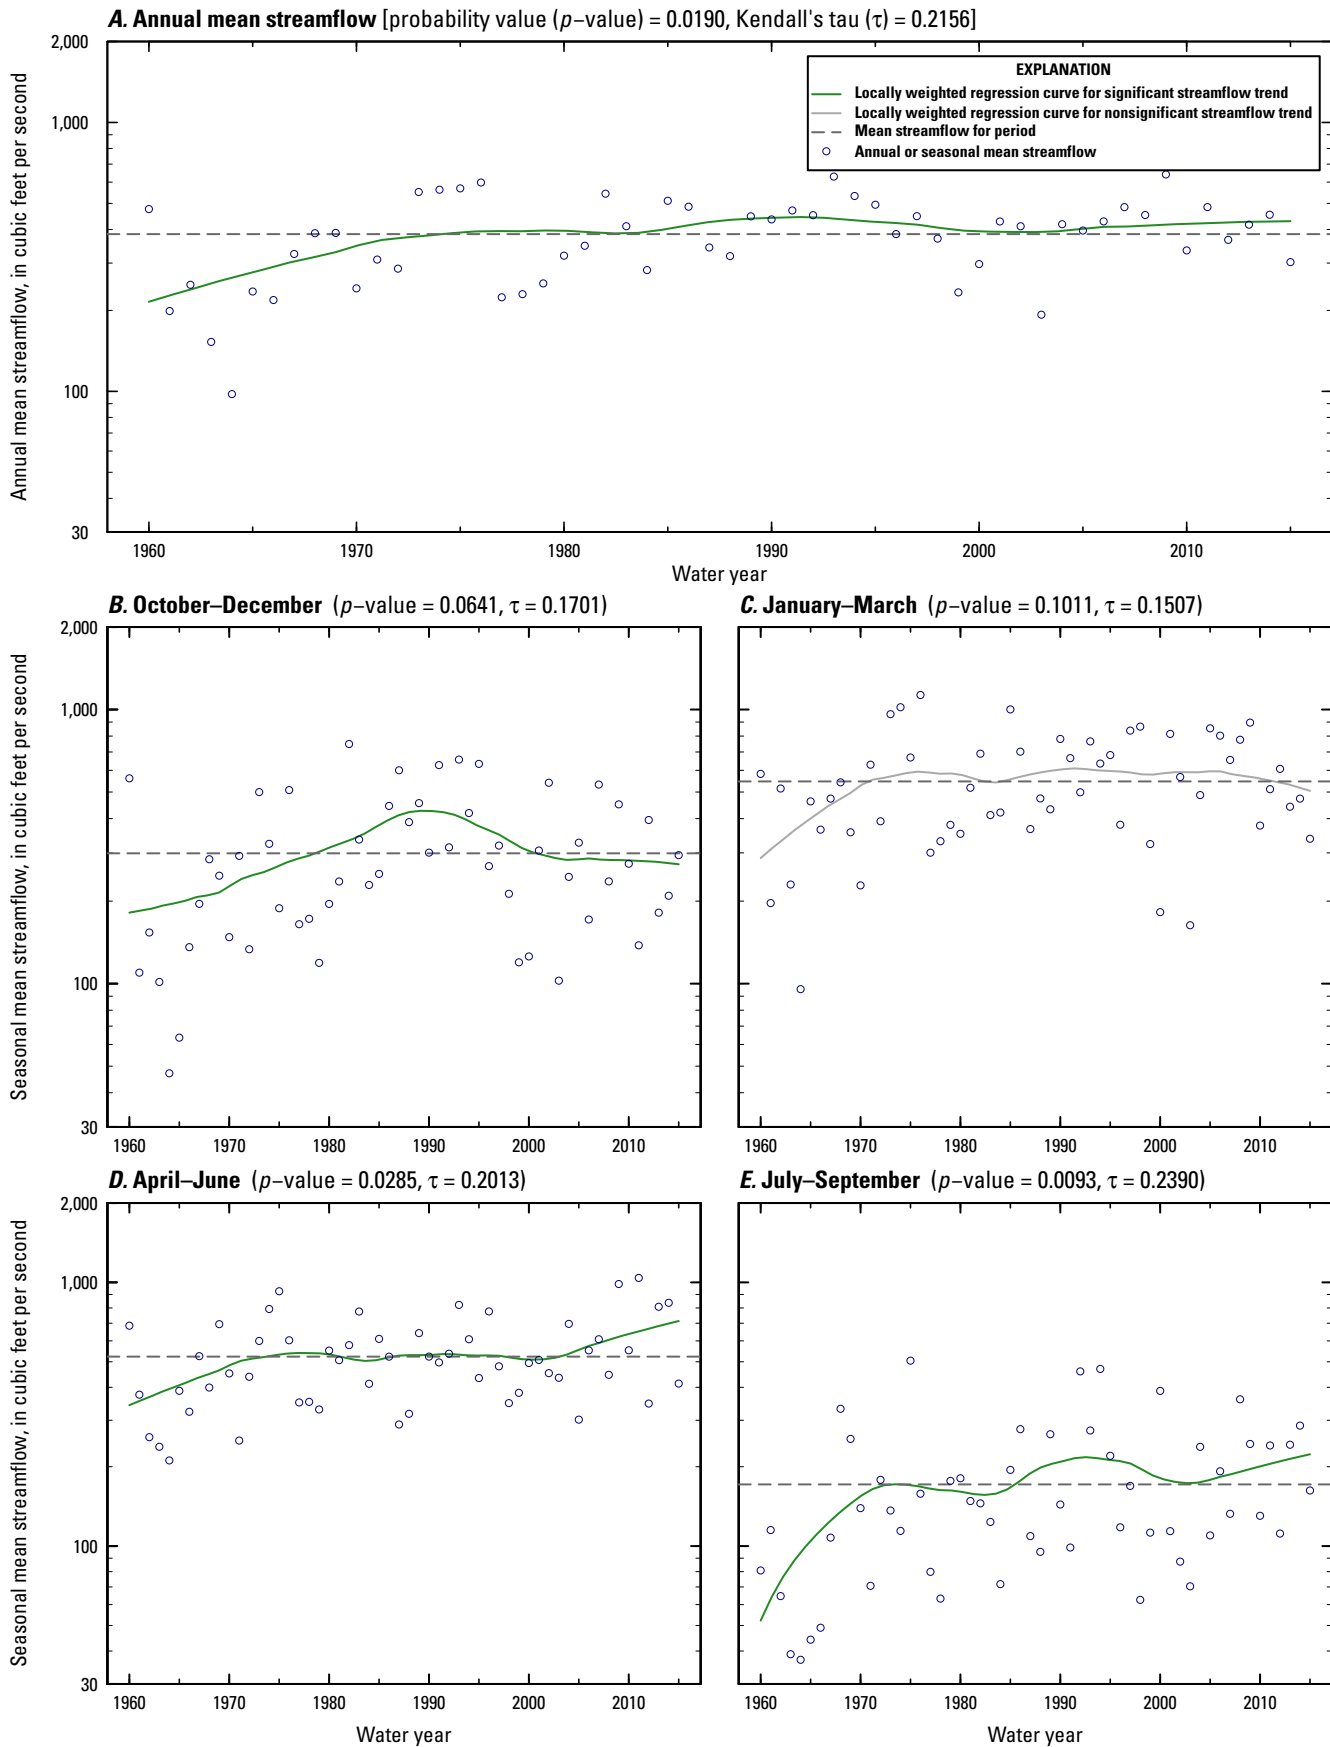 A. Annual mean streamflow [probability value (p−value) = 0.0190, Kendall's tau (τ) = 0.2156]
2,000
1,000
100
30
Annual mean streamflow, in cubic feet per second
EXPLANATION
Locally weighted regression curve for significant streamflow trend
Locally weighted regression curve for nonsignificant streamflow trend
Mean streamflow for period
Annual or seasonal mean streamflow
1960 1970 1980 1990 2000 2010
Water year
B. October–December (p−value = 0.0641, τ = 0.1701)
2,000
1,000
100
30
Seasonal mean streamflow, in cubic feet per second
1960 1970 1980 1990 2000 2010
C. January–March (p−value = 0.1011, τ = 0.1507)
1960 1970 1980 1990 2000 2010
D. April–June (p−value = 0.0285, τ = 0.2013)
2,000
1,000
100
30
Seasonal mean streamflow, in cubic feet per second
1960 1970 1980 1990 2000 2010
Water year
E. July–September (p−value = 0.0093, τ = 0.2390)
1960 1970 1980 1990 2000 2010
Water year